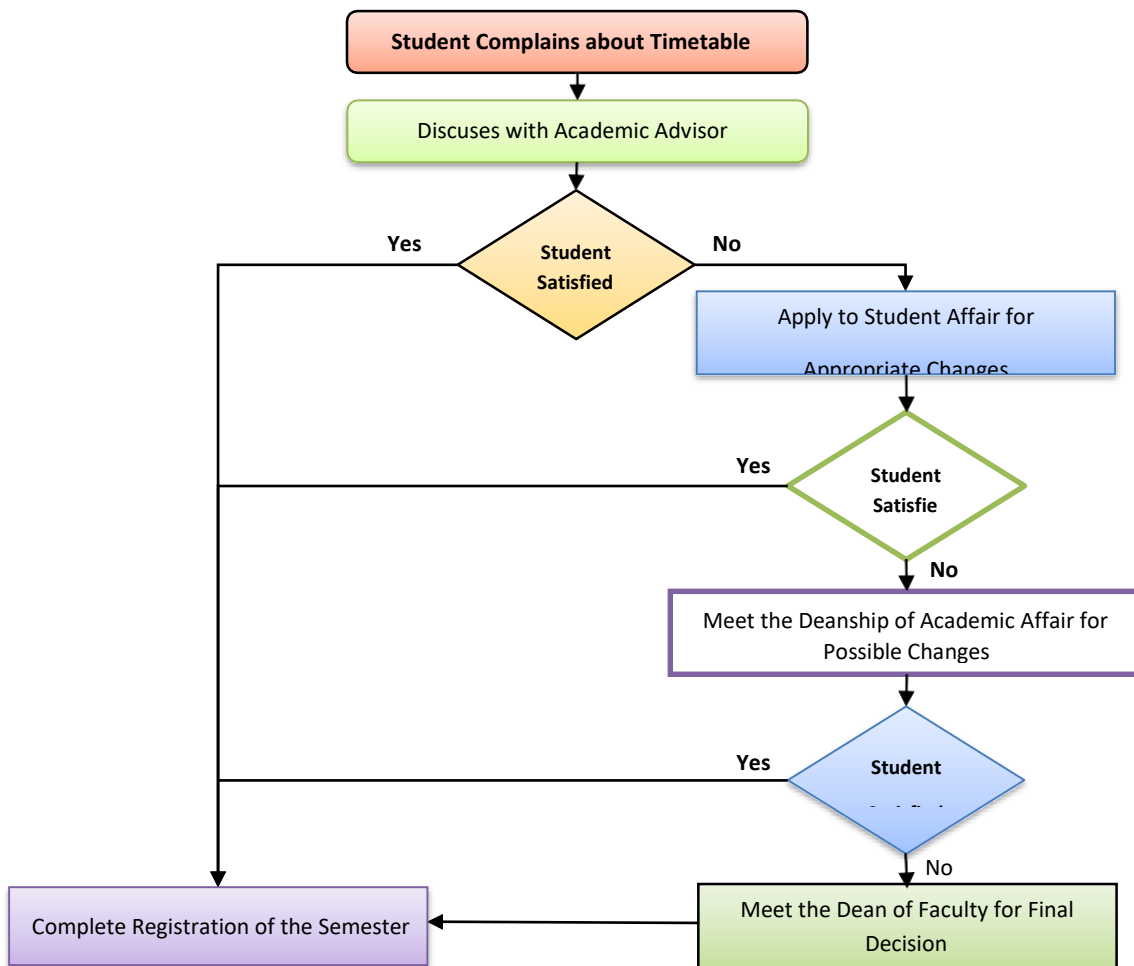 Student Complains about Timetable
Discuses with Academic Advisor
Yes
No
Student
Satisfied
Apply to Student Affair for
Appropriate Changes
Yes
Student
Satisfie
No
Meet the Deanship of Academic Affair for
Possible Changes
Yes
Student
No
Complete Registration of the Semester
Meet the Dean of Faculty for Final
Decision